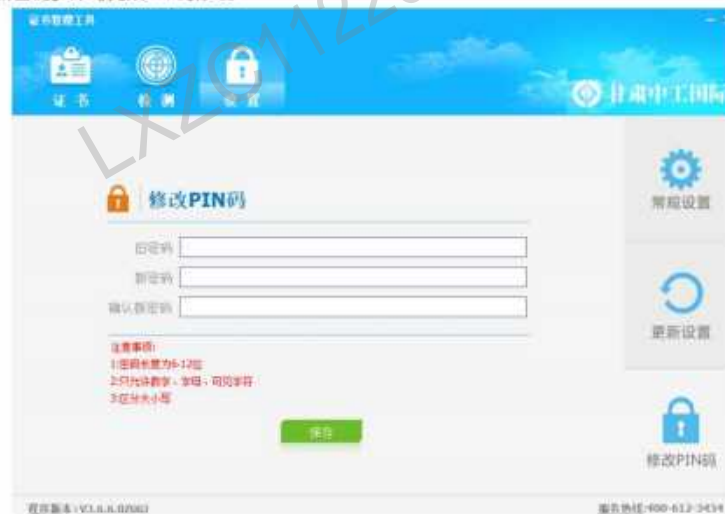 证书管理工具
LXZC11223
证书 检测 设置
甘肃中工国际
修改PIN码
旧密码
新密码
确认新密码
注意事项:
1:密码长度为6-12位
2:只允许数字、字母、可见字符
3:区分大小写
保存
常规设置
更新设置
修改PIN码
程序版本:
服务热线:400-612-3434